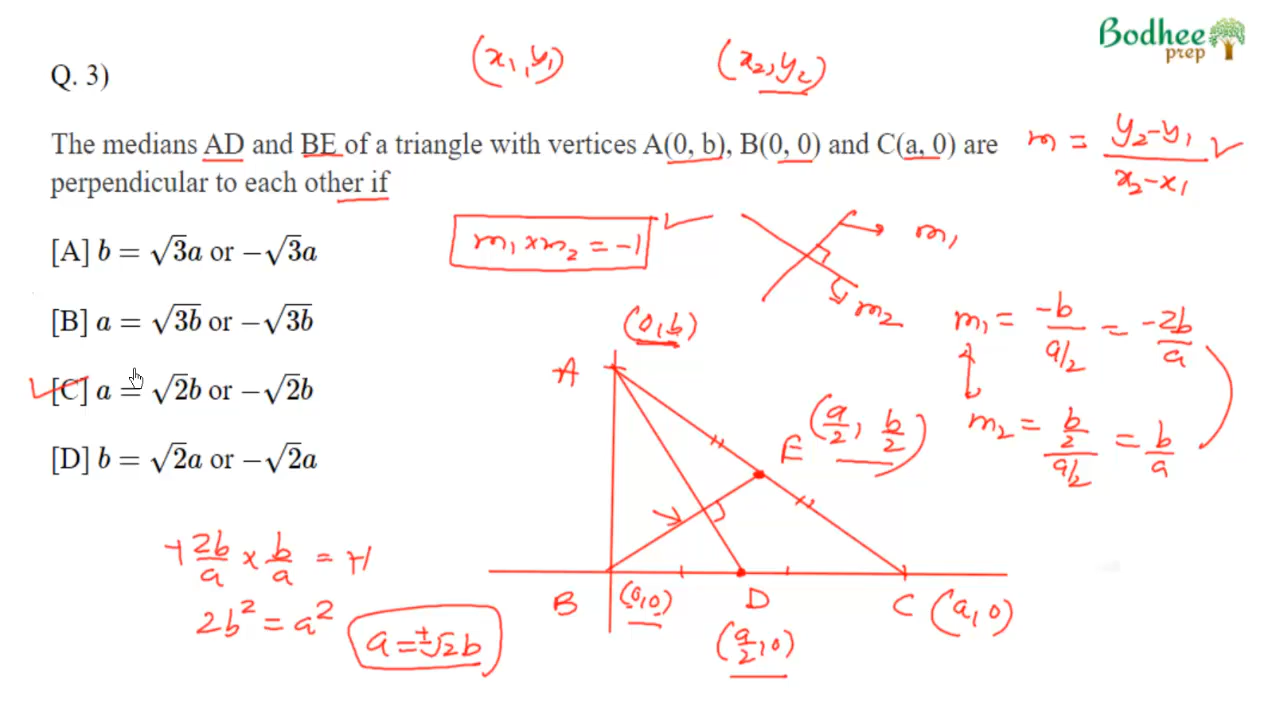 Bodhee
prep
(x₁, y₁)
(x₂, y₂)
Q. 3)
The medians AD and BE of a triangle with vertices A(0, b), B(0, 0) and C(a, 0) are
perpendicular to each other if
m = (y₂-y₁)/(x₂-x₁)
[A] b = √3a or −√3a
[B] a = √3b or −√3b
[C] a = √2b or −√2b
[D] b = √2a or −√2a
m₁ × m₂ = -1
m₁
m₂
m₁ = -b/(a/2) = -2b/a
m₂ = (b/2)/(a/2) = b/a
(0, b)
A
E (a/2, b/2)
B (0,0)
D
(a/2, 0)
C (a, 0)
+2b/a × b/a = +1
2b² = a²
a = ±√2b